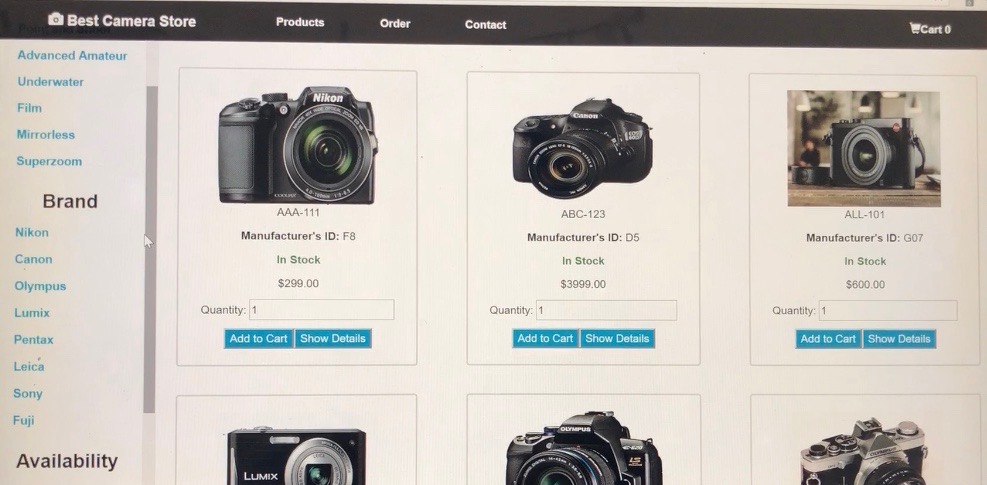 Best Camera Store
Products
Order
Contact
Cart 0
Advanced Amateur
Underwater
Film
Mirrorless
Superzoom
Brand
Nikon
Canon
Olympus
Lumix
Pentax
Leica
Sony
Fuji
Availability
Nikon
COOLPIX
AAA-111
Manufacturer's ID: F8
In Stock
$299.00
Quantity: 1
Add to Cart Show Details
Canon
EOS
ABC-123
Manufacturer's ID: D5
In Stock
$3999.00
Quantity: 1
Add to Cart Show Details
ALL-101
Manufacturer's ID: G07
In Stock
$600.00
Quantity: 1
Add to Cart Show Details
LUMIX
OLYMPUS
IS